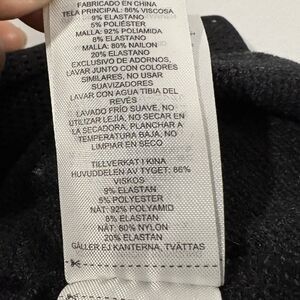 FABRICADO EN CHINA
TELA PRINCIPAL: 86% VISCOSA
9% ELASTANO
5% POLIÉSTER
MALLA: 92% POLIAMIDA
8% ELASTANO
MALLA: 80% NAILON
20% ELASTANO
EXCLUSIVO DE ADORNOS,
LAVAR JUNTO CON COLORES
SIMILARES, NO USAR
SUAVIZADORES
LAVAR CON AGUA TIBIA DEL
REVÉS
LAVADO FRÍO SUAVE, NO
UTILIZAR LEJÍA, NO SECAR EN
LA SECADORA, PLANCHAR A
TEMPERATURA BAJA, NO
LIMPIAR EN SECO
TILLVERKAT I KINA
HUVUDDELEN AV TYGET: 86%
VISKOS
9% ELASTAN
5% POLYESTER
NÄT: 92% POLYAMID
8% ELASTAN
NÄT: 80% NYLON
20% ELASTAN
GÄLLER EJ KANTERNA, TVÄTTAS